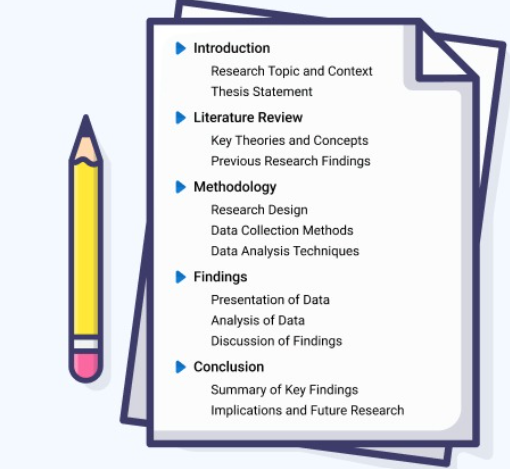 Introduction
Research Topic and Context
Thesis Statement
Literature Review
Key Theories and Concepts
Previous Research Findings
Methodology
Research Design
Data Collection Methods
Data Analysis Techniques
Findings
Presentation of Data
Analysis of Data
Discussion of Findings
Conclusion
Summary of Key Findings
Implications and Future Research